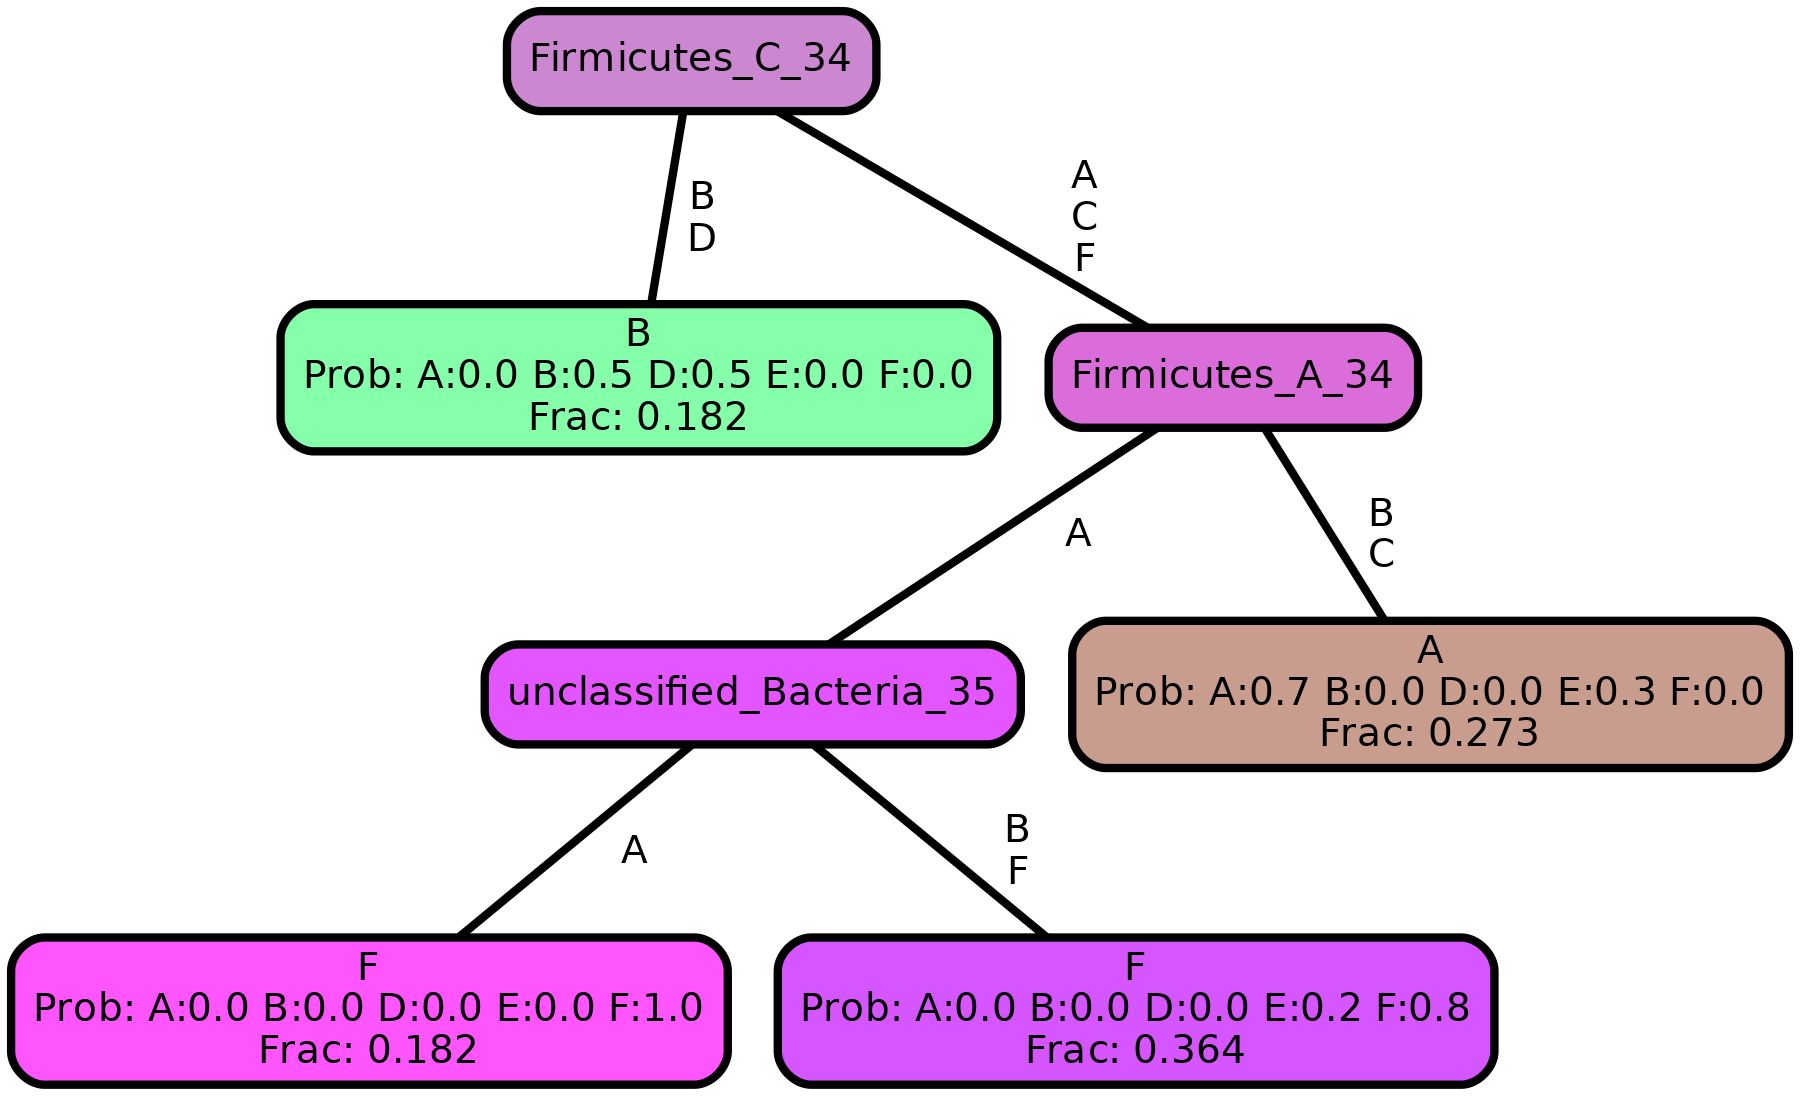 Firmicutes_C_34
B
D
A
C
F
B
Prob: A:0.0 B:0.5 D:0.5 E:0.0 F:0.0
Frac: 0.182
Firmicutes_A_34
A
B
C
unclassified_Bacteria_35
A
Prob: A:0.7 B:0.0 D:0.0 E:0.3 F:0.0
Frac: 0.273
A
B
F
F
Prob: A:0.0 B:0.0 D:0.0 E:0.0 F:1.0
Frac: 0.182
F
Prob: A:0.0 B:0.0 D:0.0 E:0.2 F:0.8
Frac: 0.364